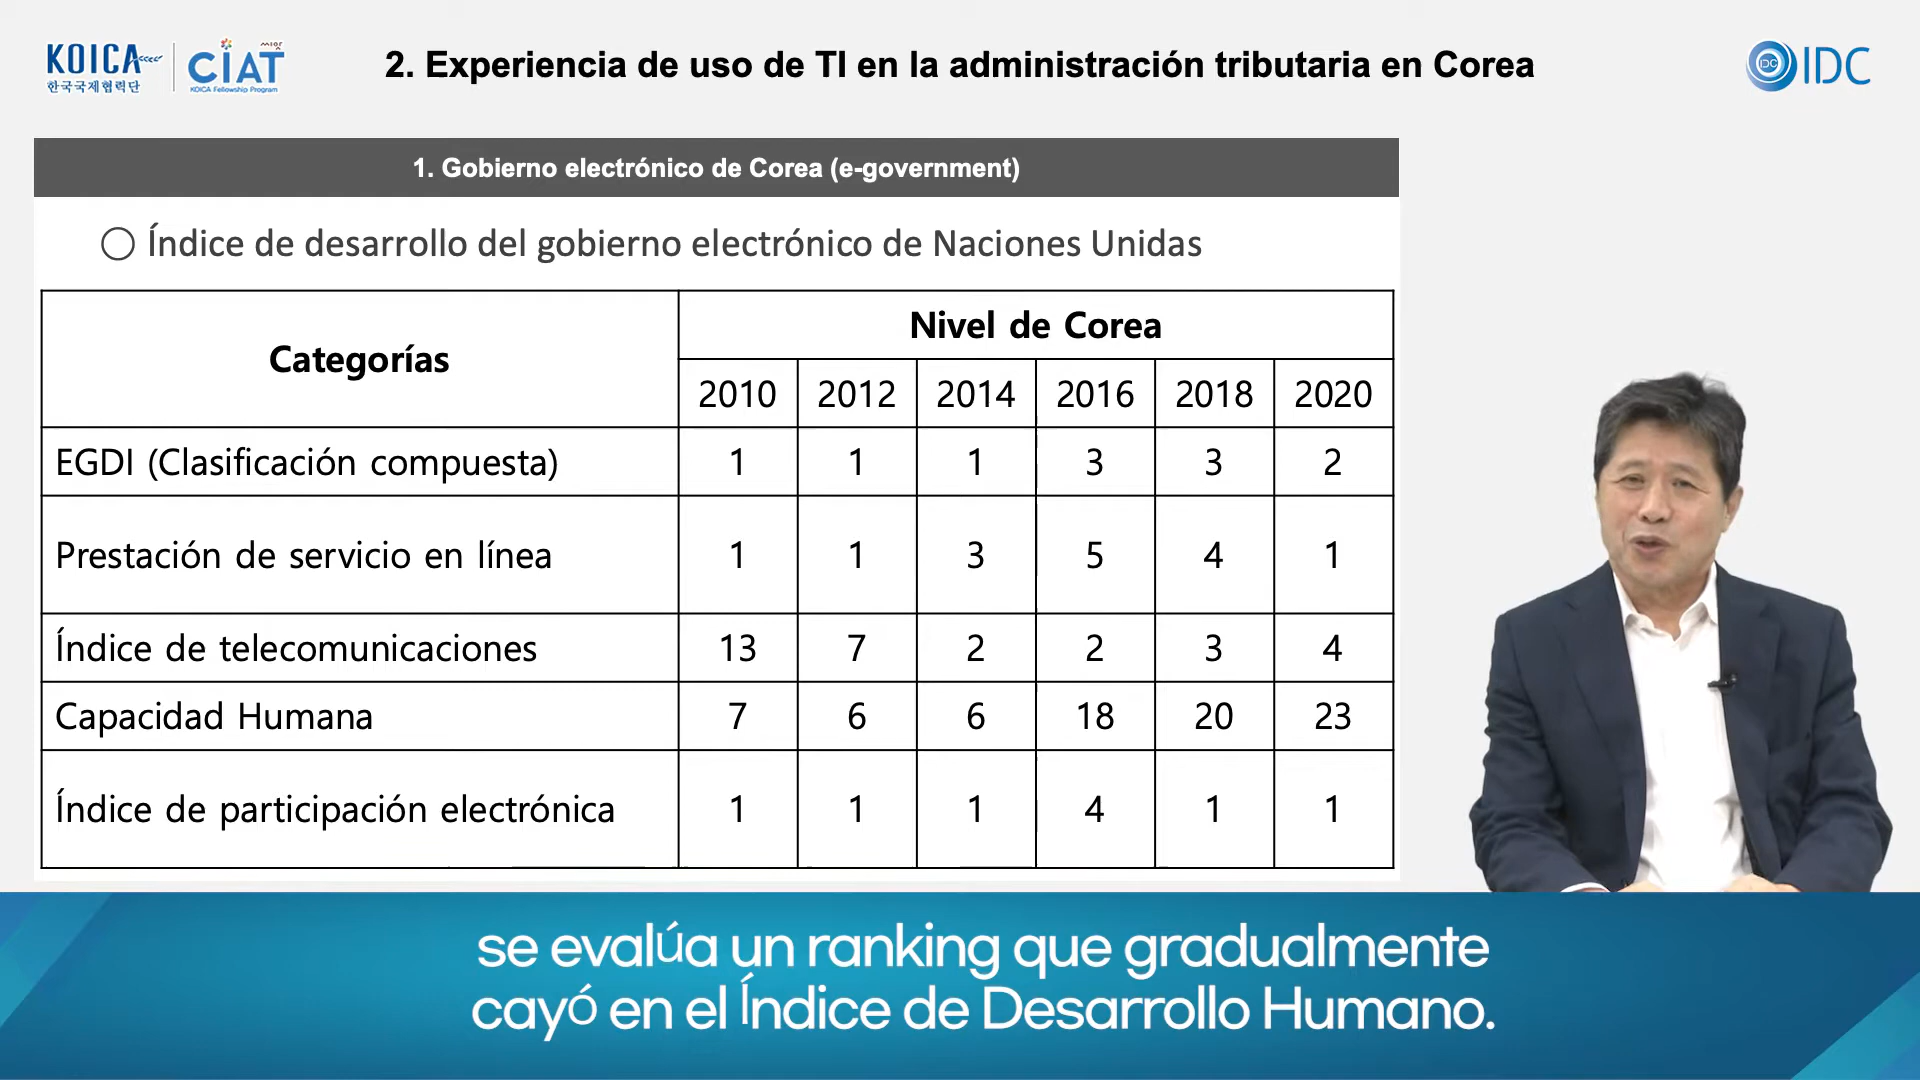 KOICA
한국국제협력단
CIAT
KOICA Fellowship Program
2. Experiencia de uso de TI en la administración tributaria en Corea
IDC
IDC
1. Gobierno electrónico de Corea (e-government)
○ Índice de desarrollo del gobierno electrónico de Naciones Unidas
Categorías
Nivel de Corea
2010 2012 2014 2016 2018 2020
EGDI (Clasificación compuesta) 1 1 1 3 3 2
Prestación de servicio en línea 1 1 3 5 4 1
Índice de telecomunicaciones 13 7 2 2 3 4
Capacidad Humana 7 6 6 18 20 23
Índice de participación electrónica 1 1 1 4 1 1
se evalúa un ranking que gradualmente
cayó en el Índice de Desarrollo Humano.